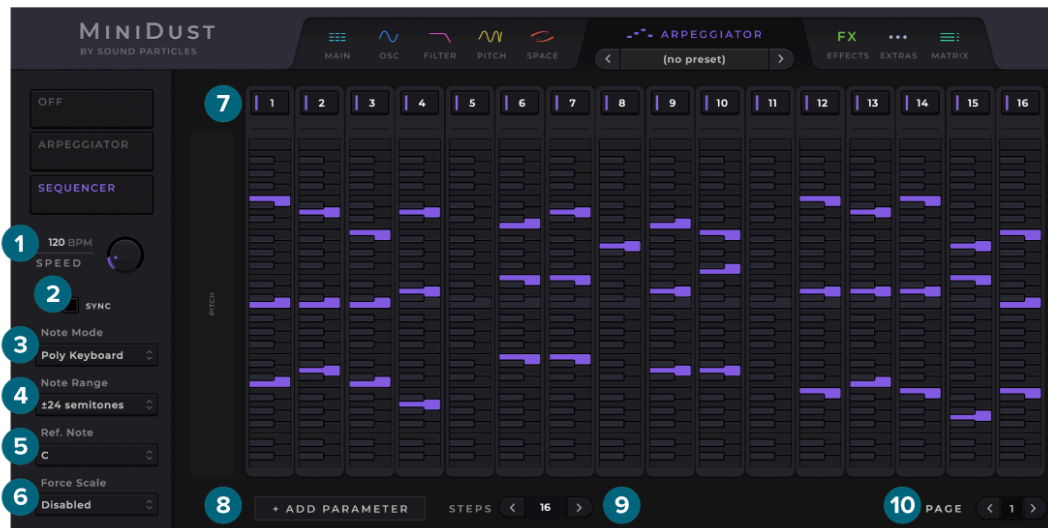 MINIDUST
BY SOUND PARTICLES
MAIN OSC FILTER PITCH SPACE
ARPEGGIATOR
(no preset)
FX
EFFECTS EXTRAS MATRIX
OFF
ARPEGGIATOR
SEQUENCER
7 1 2 3 4 5 6 7 8 9 10 11 12 13 14 15 16
1 120 BPM
SPEED
2 SYNC
PITCH
Note Mode
3 Poly Keyboard
Note Range
4 ±24 semitones
Ref. Note
5 C
Force Scale
6 Disabled
8 + ADD PARAMETER STEPS 16 9 10 PAGE 1